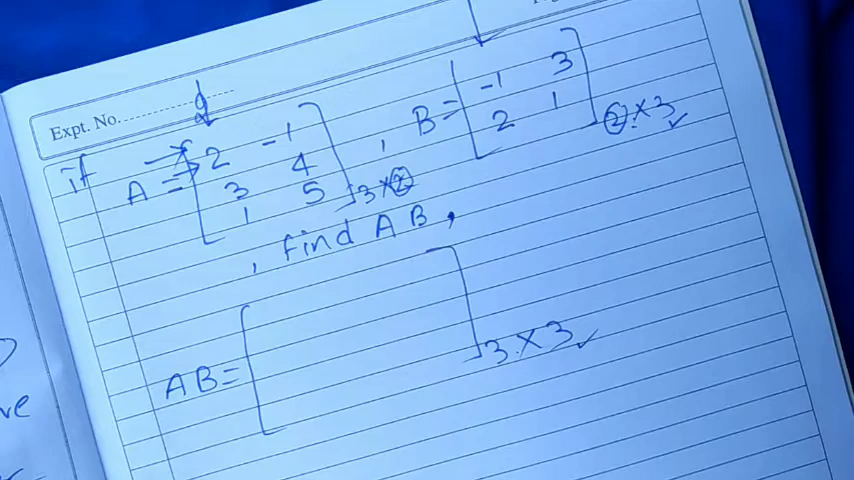 Expt. No.
if A = [ 2 -1
3 4
1 5 ] 3×2 , B = [ -1 3
2 1 ] 2×3
, find AB,
AB = [ ] 3×3
ve